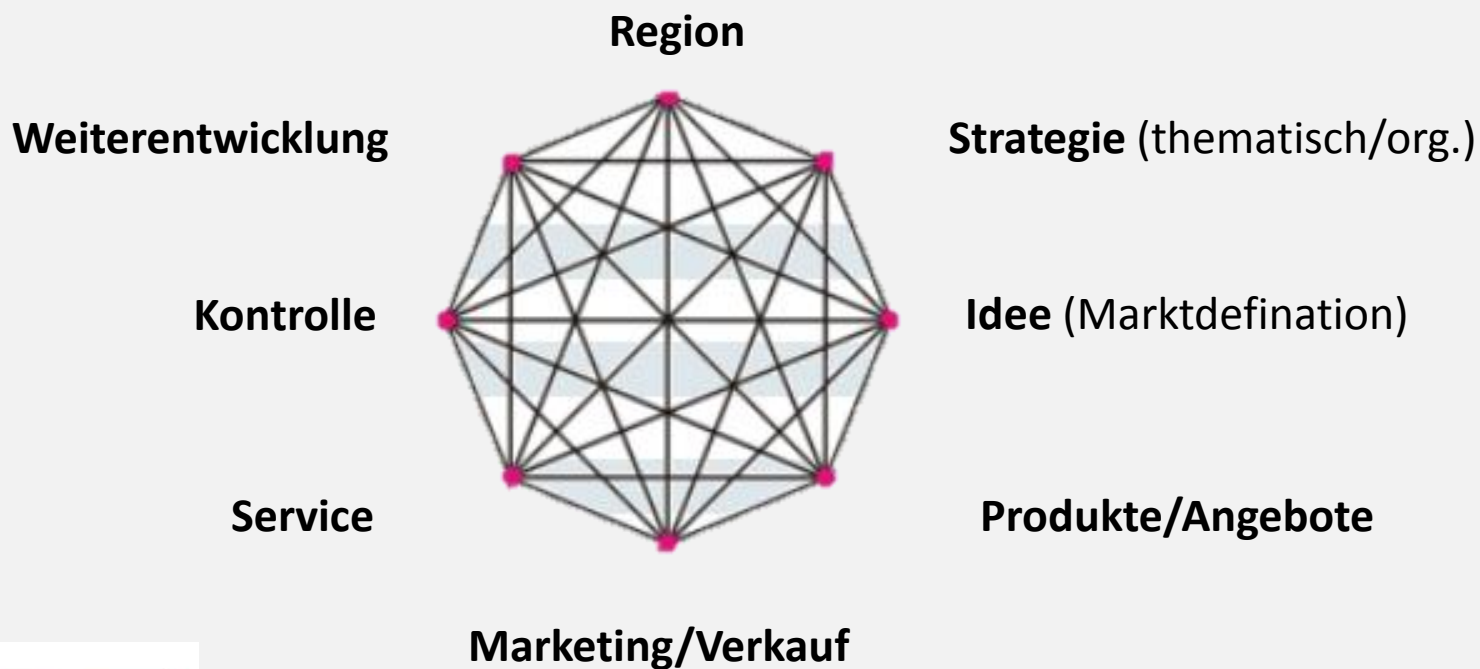 Region
Weiterentwicklung
Strategie (thematisch/org.)
Kontrolle
Idee (Marktdefination)
Service
Produkte/Angebote
Marketing/Verkauf